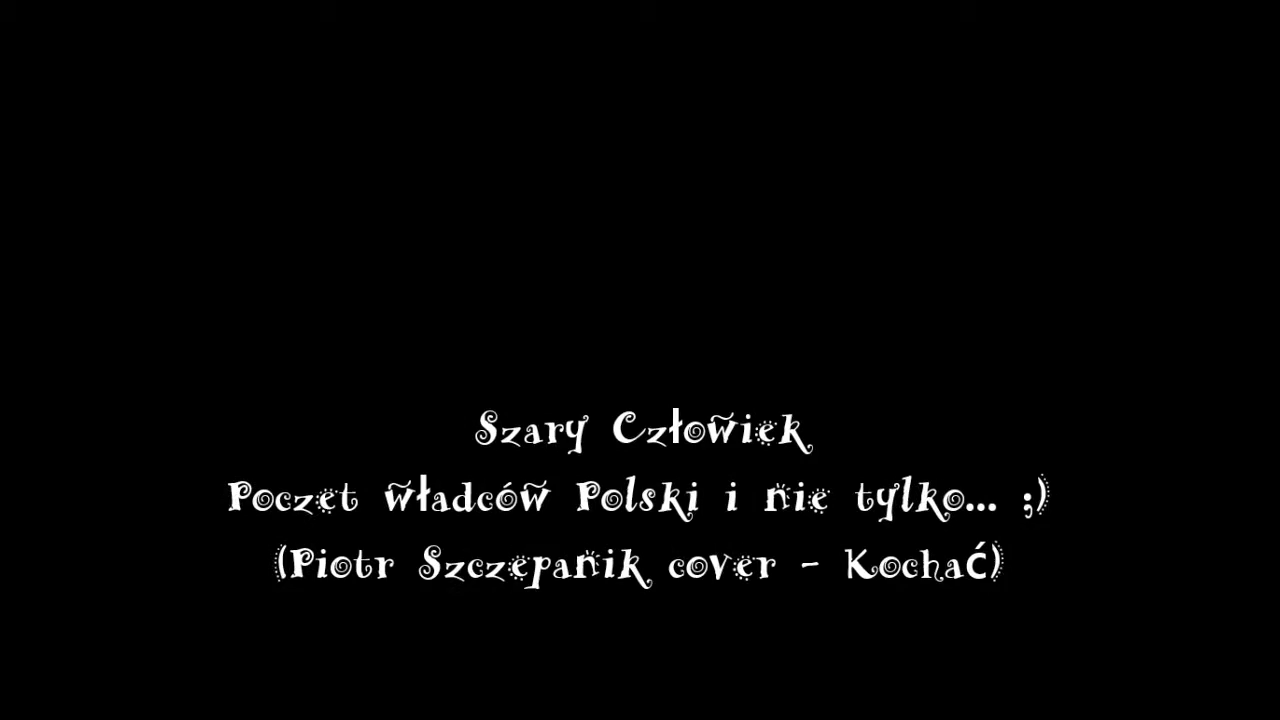 Szary Człowiek
Poczet władców Polski i nie tylko... ;)
(Piotr Szczepanik cover - Kochać)